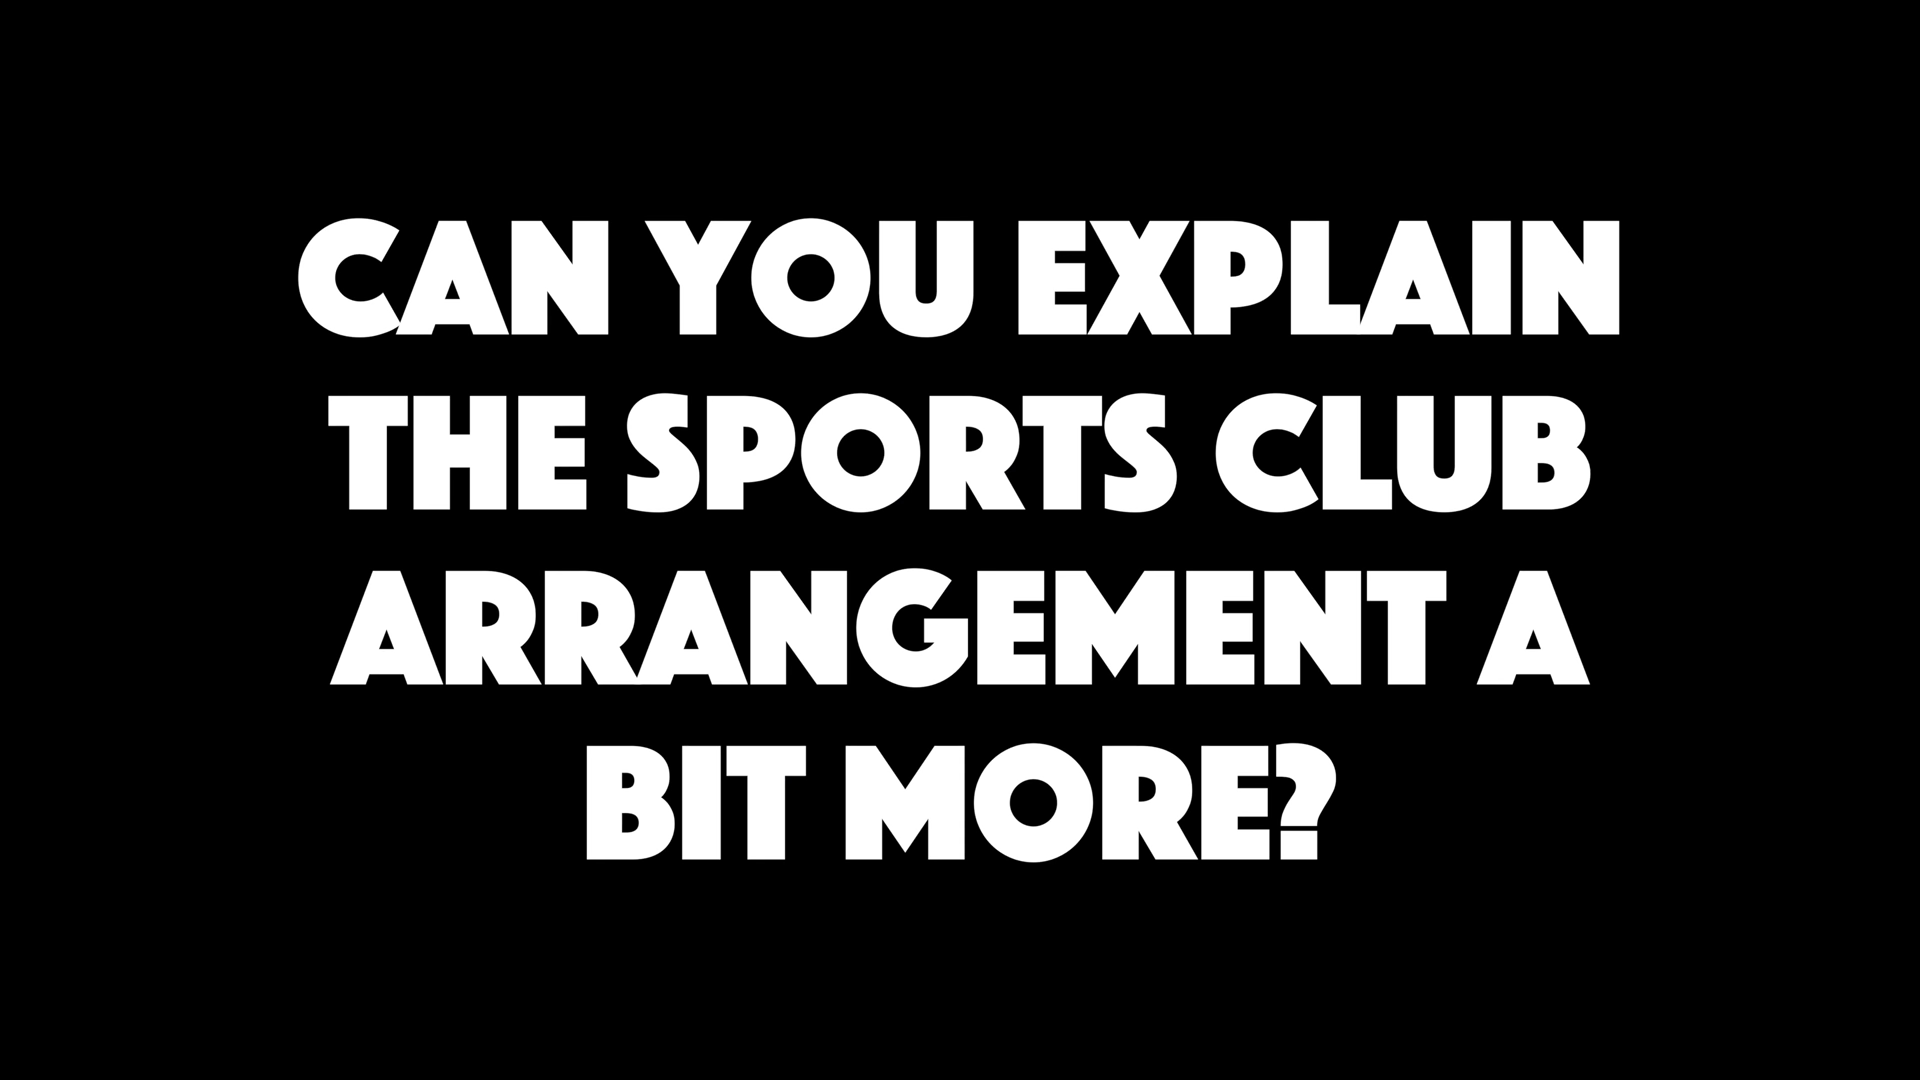 CAN YOU EXPLAIN
THE SPORTS CLUB
ARRANGEMENT A
BIT MORE?